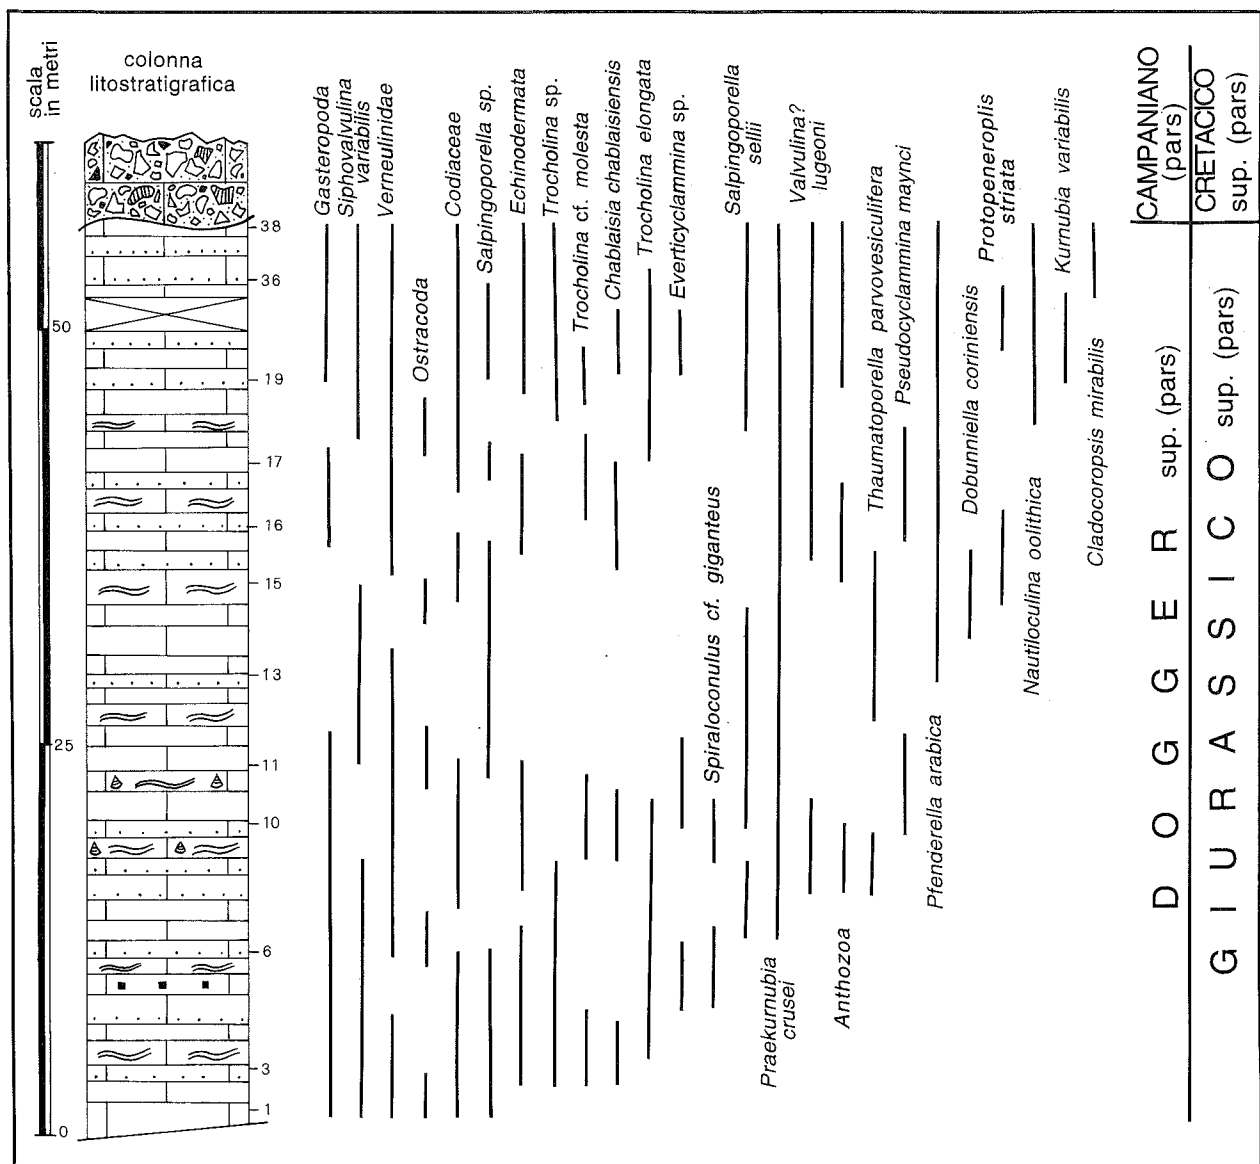 scala
in metri
colonna
litostratigrafica
Gasteropoda
Siphovalvulina
variabilis
Verneulinidae
Ostracoda
Codiaceae
Salpingoporella sp.
Echinodermata
Trocholina sp.
Trocholina cf. molesta
Chablaisia chablaisiensis
Trocholina elongata
Everticyclammina sp.
Spiraloconulus cf. giganteus
Salpingoporella
sellii
Praekurnubia
crusei
Valvulina?
lugeoni
Anthozoa
Thaumatoporella parvovesiculifera
Pseudocyclammina maynci
Pfenderella arabica
Dobunniella coriniensis
Protopeneroplis
striata
Nautiloculina oolithica
Kurnubia variabilis
Cladocoropsis mirabilis
CAMPANIANO
(pars)
CRETACICO
sup. (pars)
DOGGER sup. (pars)
GIURASSICO sup. (pars)
50
25
0
38
36
19
17
16
15
13
11
10
6
3
1